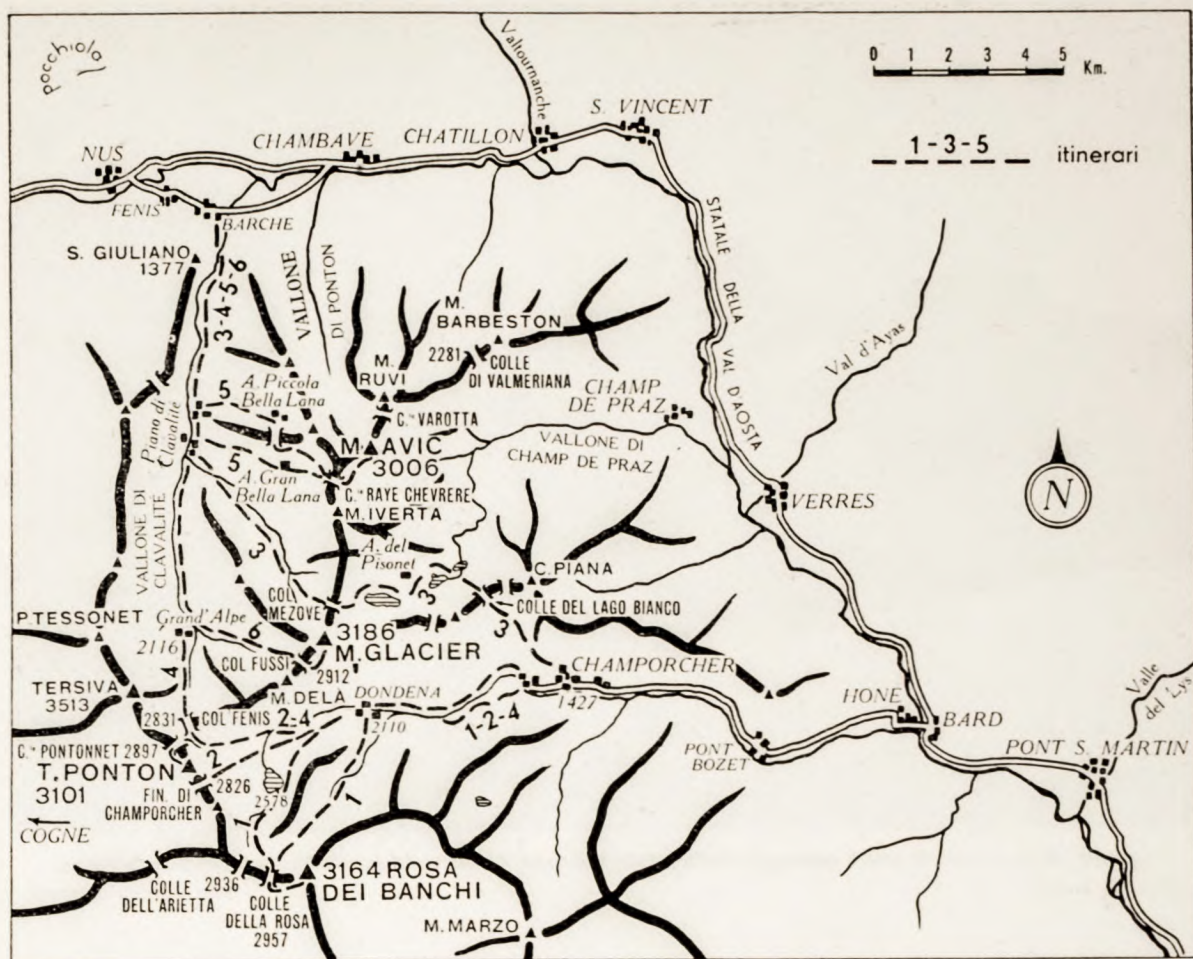 pocchiola
Valtournanche
0 1 2 3 4 5
Km.
S. VINCENT
CHATILLON
CHAMBAVE
1-3-5
itinerari
NUS
FENIS
BARCHE
STATALE DELLA VAL D'AOSTA
S. GIULIANO
1377
3-4-5-6
VALLONE
DI PONTON
M.
BARBESTON
2281
COLLE
DI VALMERIANA
Val d'Ayas
M.
RUVI
A. Piccola
Bella Lana
5
CHAMP
DE PRAZ
C.ᵗᵃ VAROTTA
Piano di
Clavalité
M. AVIC
3006
VALLONE DI
CHAMP DE PRAZ
N
5
A. Gran
Bella Lana
C.ᵗᵃ RAYE CHEVRERE
M. IVERTA
VERRES
VALLONE DI
CLAVALITÉ
3
A. del
Pisonet
C. PIANA
COL
MEZOVE
3
COLLE DEL LAGO BIANCO
P. TESSONET
Grand'Alpe
2116
6
3186
M. GLACIER
3
COL FUSSI
2912
CHAMPORCHER
1427
4
TERSIVA
3513
M. DELA
DONDENA
2110
HONE
BARD
Valle
del Lys
2831
COL FENIS
2-4
1-2-4
PONT
BOZET
PONT S. MARTIN
C.ᵗᵃ PONTONNET 2897
2
T. PONTON
3101
2826
FIN. DI
CHAMPORCHER
2578
1
COGNE
3164 ROSA
DEI BANCHI
COLLE
DELL'ARIETTA
2936
COLLE
DELLA ROSA
2957
M. MARZO